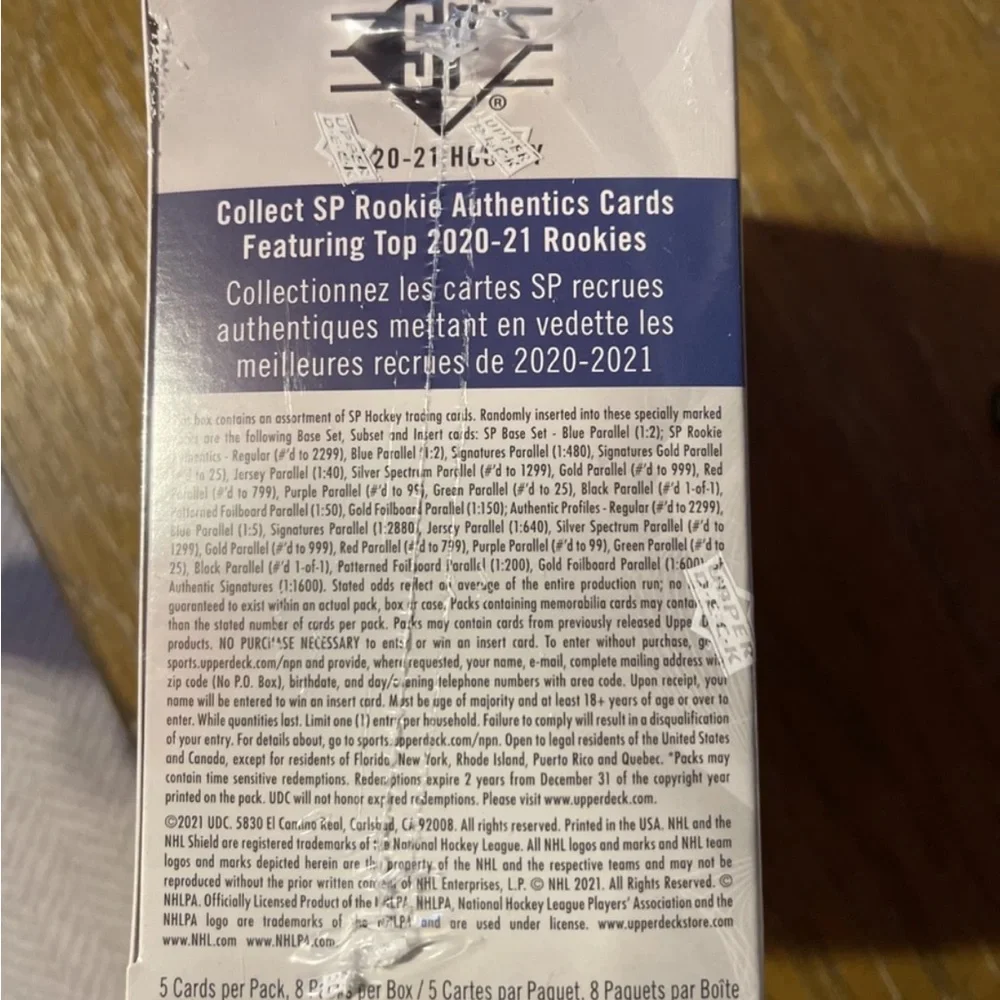 SP
®
20-21 HOCKEY
UPPER DECK
UPPER DECK
Collect SP Rookie Authentics Cards
Featuring Top 2020-21 Rookies
Collectionnez les cartes SP recrues
authentiques mettant en vedette les
meilleures recrues de 2020-2021
box contains an assortment of SP Hockey trading cards. Randomly inserted into these specially marked
are the following Base Set, Subset and Insert cards: SP Base Set - Blue Parallel (1:2); SP Rookie
- Regular (#'d to 2299), Blue Parallel (1:2), Signatures Parallel (1:480), Signatures Gold Parallel
to 25), Jersey Parallel (1:40), Silver Spectrum Parallel (#'d to 1299), Gold Parallel (#'d to 999), Red
Parallel (#'d to 799), Purple Parallel (#'d to 95), Green Parallel (#'d to 25), Black Parallel (#'d 1-of-1),
Patterned Foilboard Parallel (1:50), Gold Foilboard Parallel (1:150); Authentic Profiles - Regular (#'d to 2299),
Blue Parallel (1:5), Signatures Parallel (1:2880), Jersey Parallel (1:640), Silver Spectrum Parallel (#'d to
1299), Gold Parallel (#'d to 999), Red Parallel (#'d to 799), Purple Parallel (#'d to 99), Green Parallel (#'d to
25), Black Parallel (#'d 1-of-1), Patterned Foilboard Parallel (1:200), Gold Foilboard Parallel (1:600), SP
Authentic Signatures (1:1600). Stated odds reflect an average of the entire production run; no
guaranteed to exist within an actual pack, box or case. Packs containing memorabilia cards may contain
than the stated number of cards per pack. Packs may contain cards from previously released Upper
products. NO PURCHASE NECESSARY to enter or win an insert card. To enter without purchase, go
sports.upperdeck.com/npn and provide, where requested, your name, e-mail, complete mailing address with
zip code (No P.O. Box), birthdate, and day/evening telephone numbers with area code. Upon receipt, your
name will be entered to win an insert card. Must be age of majority and at least 18+ years of age or over to
enter. While quantities last. Limit one (1) entry per household. Failure to comply will result in a disqualification
of your entry. For details about, go to sports.upperdeck.com/npn. Open to legal residents of the United States
and Canada, except for residents of Florida, New York, Rhode Island, Puerto Rico and Quebec. *Packs may
contain time sensitive redemptions. Redemptions expire 2 years from December 31 of the copyright year
printed on the pack. UDC will not honor expired redemptions. Please visit www.upperdeck.com.
UPPER DECK
©2021 UDC. 5830 El Camino Real, Carlsbad, CA 92008. All rights reserved. Printed in the USA. NHL and the
NHL Shield are registered trademarks of the National Hockey League. All NHL logos and marks and NHL team
logos and marks depicted herein are the property of the NHL and the respective teams and may not be
reproduced without the prior written consent of NHL Enterprises, L.P. © NHL 2021. All Rights Reserved. ©
NHLPA. Officially Licensed Product of the NHLPA. NHLPA, National Hockey League Players' Association and the
NHLPA logo are trademarks of the NHLPA and are used under license. www.upperdeckstore.com
www.NHL.com www.NHLPA.com
5 Cards per Pack, 8 Packs per Box / 5 Cartes par Paquet, 8 Paquets par Boîte